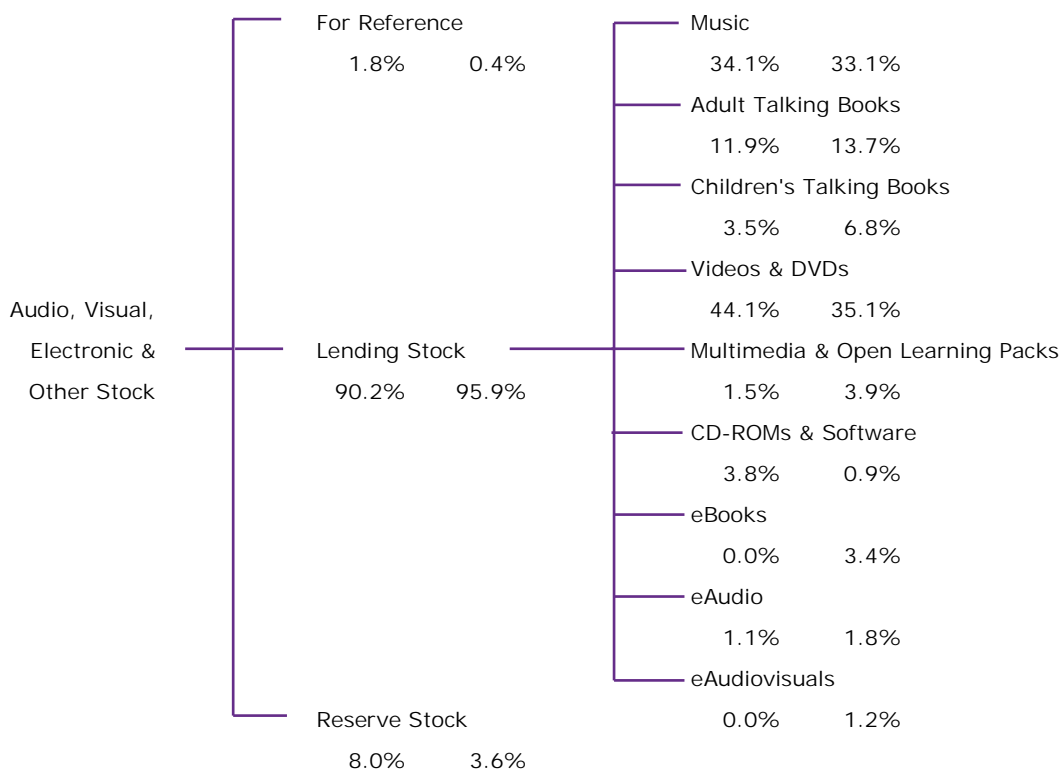 For Reference
1.8% 0.4%
Music
34.1% 33.1%
Adult Talking Books
11.9% 13.7%
Children's Talking Books
3.5% 6.8%
Videos & DVDs
44.1% 35.1%
Audio, Visual,
Electronic &
Other Stock
Lending Stock
90.2% 95.9%
Multimedia & Open Learning Packs
1.5% 3.9%
CD-ROMs & Software
3.8% 0.9%
eBooks
0.0% 3.4%
eAudio
1.1% 1.8%
eAudiovisuals
0.0% 1.2%
Reserve Stock
8.0% 3.6%